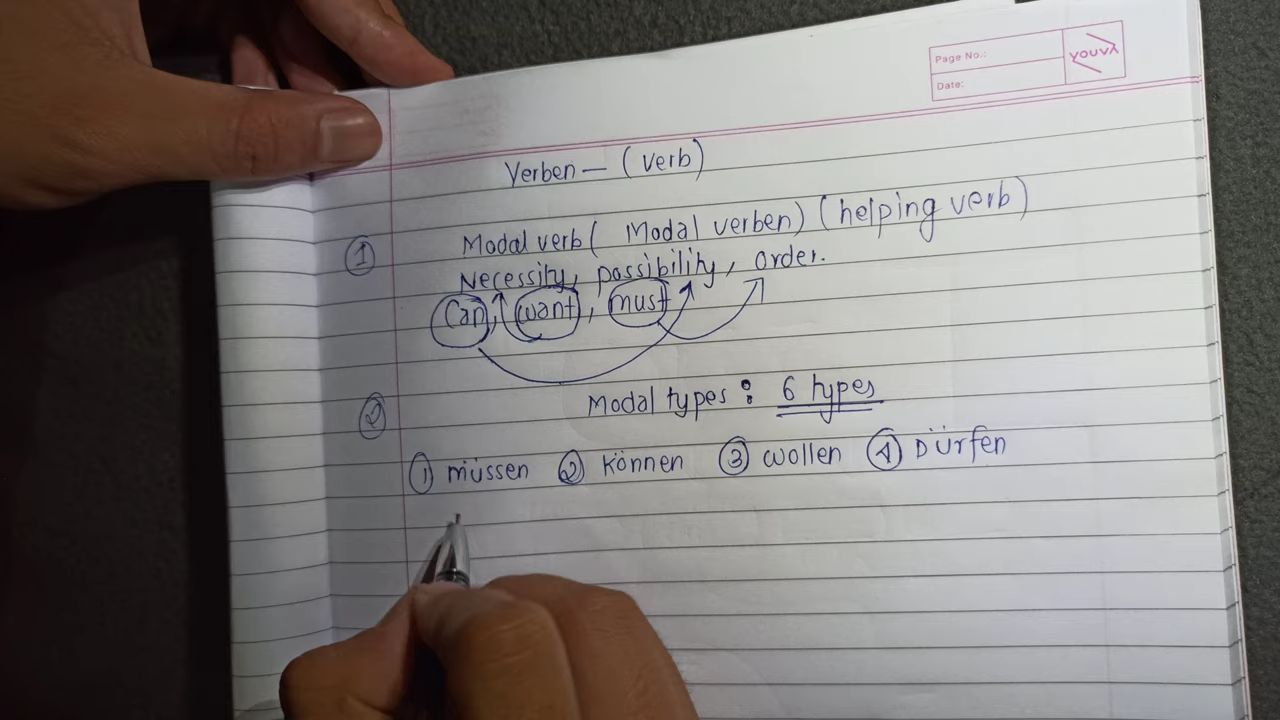 Page No.:
Date:
YOUVA
Verben — (verb)
① Modal verb ( Modal verben) (helping verb)
Necessity, possibility, order.
Can, want, must
② Modal types : 6 types
① müssen ② können ③ wollen ④ Dürfen